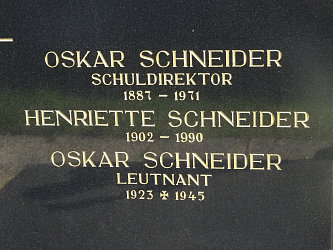 OSKAR SCHNEIDER
SCHULDIREKTOR
1887 – 1971
HENRIETTE SCHNEIDER
1902 – 1990
OSKAR SCHNEIDER
LEUTNANT
1923 ✠ 1945